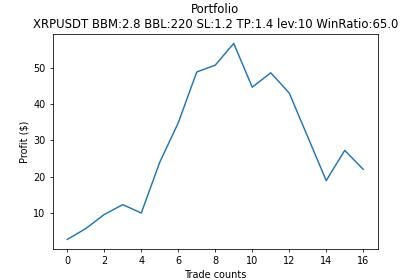 Portfolio
XRPUSDT BBM:2.8 BBL:220 SL:1.2 TP:1.4 lev:10 WinRatio:65.0
Profit ($)
50
40
30
20
10
0 2 4 6 8 10 12 14 16
Trade counts